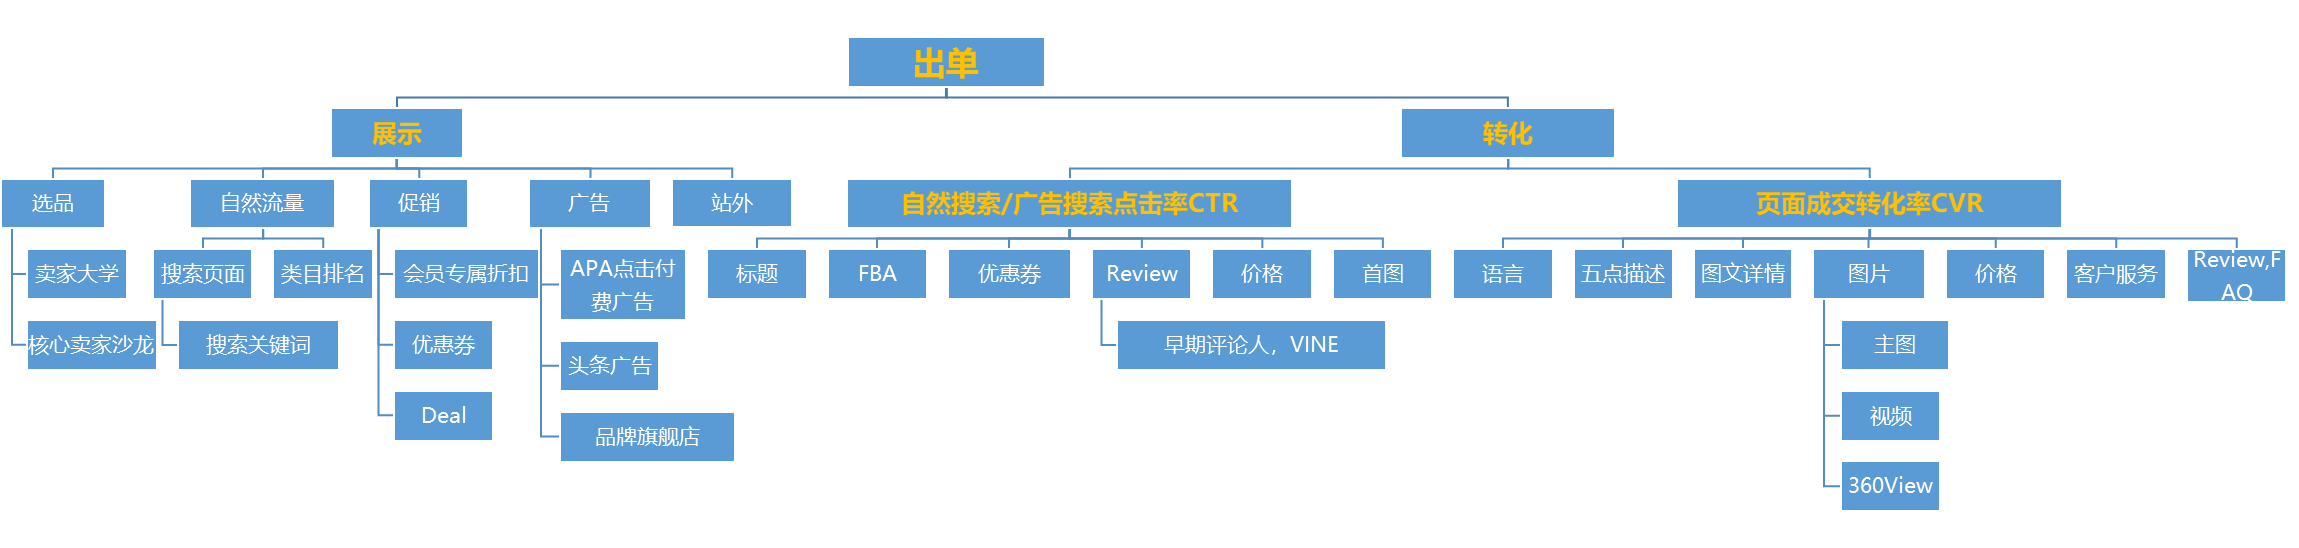 出单
展示
转化
选品
自然流量
促销
广告
站外
自然搜索/广告搜索点击率CTR
页面成交转化率CVR
卖家大学
搜索页面
类目排名
会员专属折扣
APA点击付
费广告
标题
FBA
优惠券
Review
价格
首图
语言
五点描述
图文详情
图片
价格
客户服务
Review,F
AQ
核心卖家沙龙
搜索关键词
优惠券
头条广告
早期评论人，VINE
主图
Deal
品牌旗舰店
视频
360View